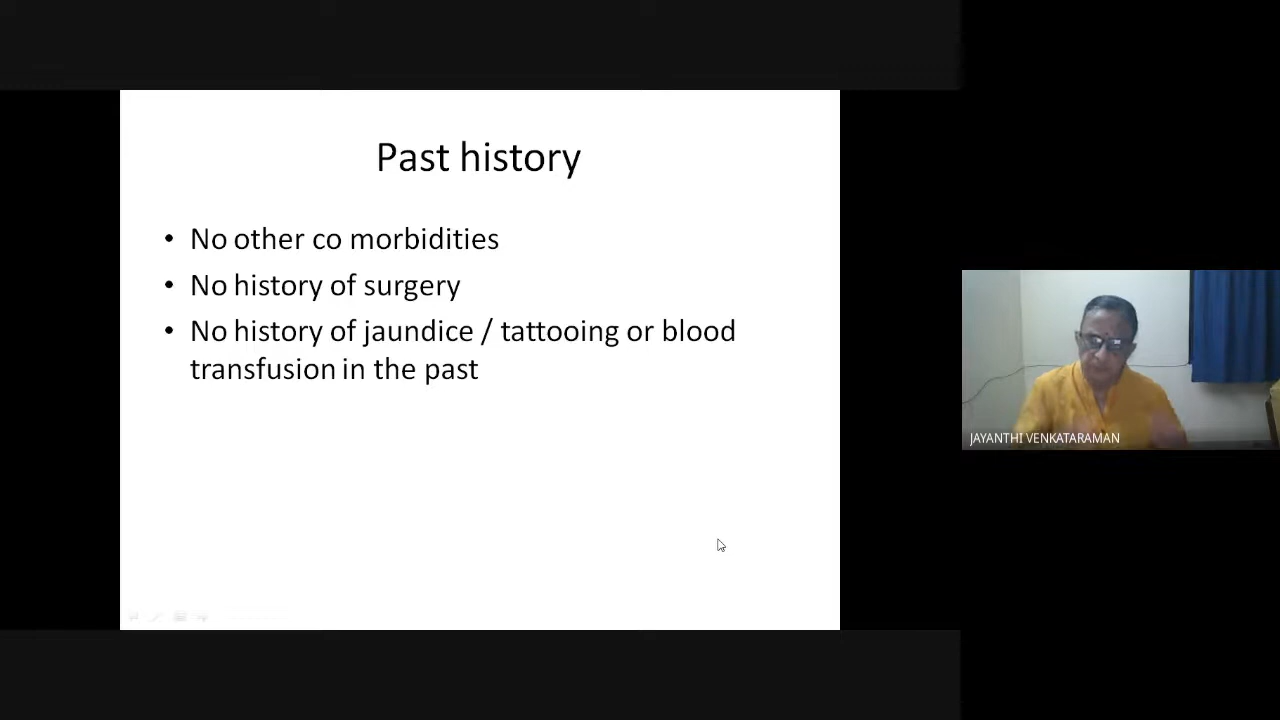 Past history
• No other co morbidities
• No history of surgery
• No history of jaundice / tattooing or blood
transfusion in the past
JAYANTHI VENKATARAMAN